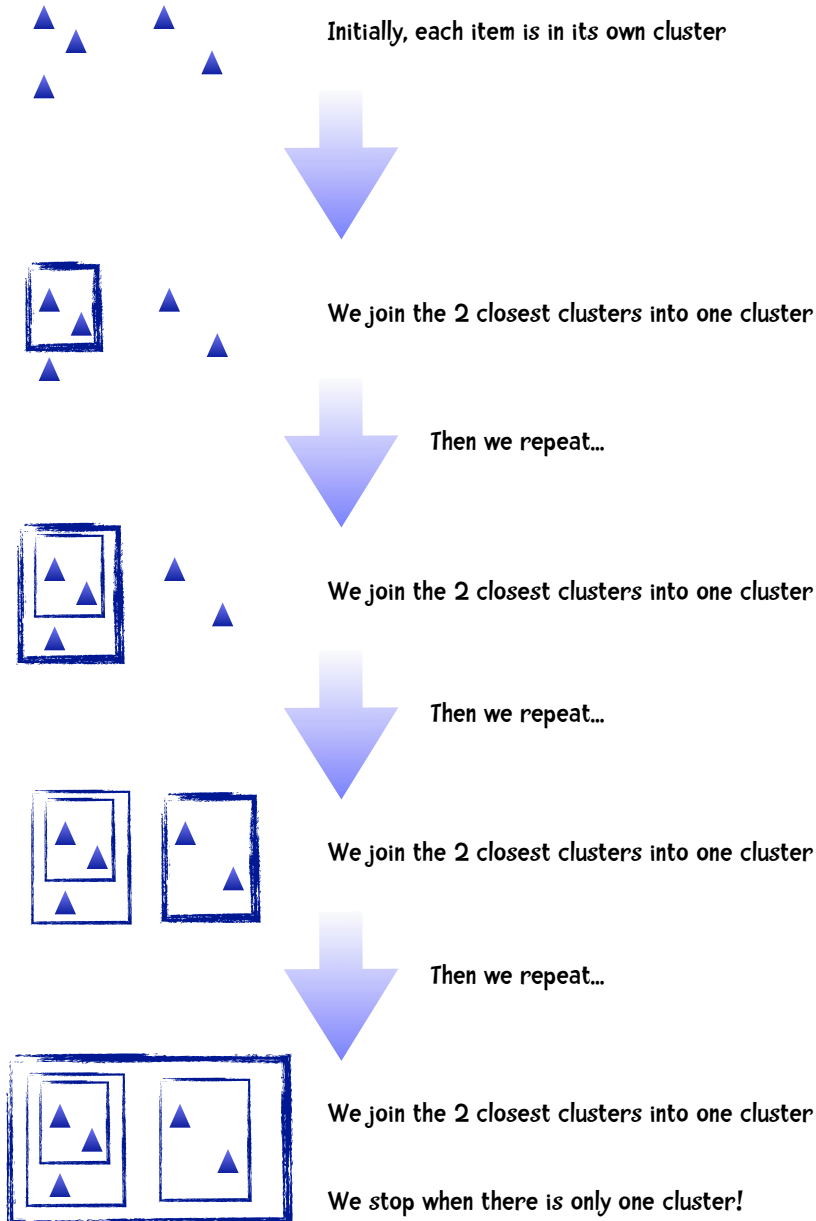 Initially, each item is in its own cluster
We join the 2 closest clusters into one cluster
Then we repeat...
We join the 2 closest clusters into one cluster
Then we repeat...
We join the 2 closest clusters into one cluster
Then we repeat...
We join the 2 closest clusters into one cluster
We stop when there is only one cluster!